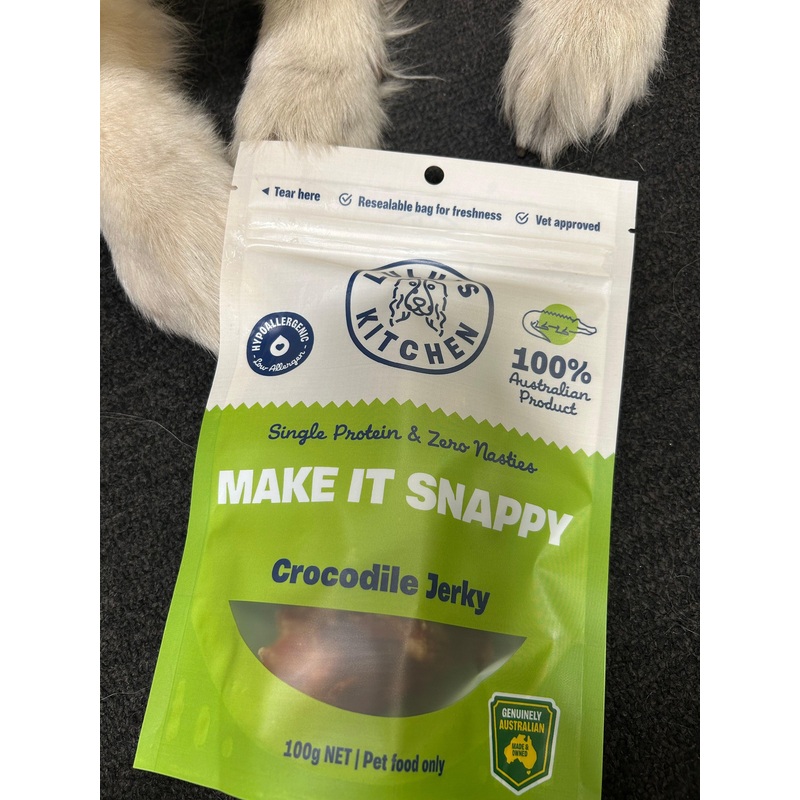 Tear here
Resealable bag for freshness
Vet approved
LULU'S
KITCHEN
HYPOALLERGENIC
- Low Allergen -
100%
Australian
Product
Single Protein & Zero Nasties
MAKE IT SNAPPY
Crocodile Jerky
GENUINELY
AUSTRALIAN
MADE &
OWNED
100g NET | Pet food only